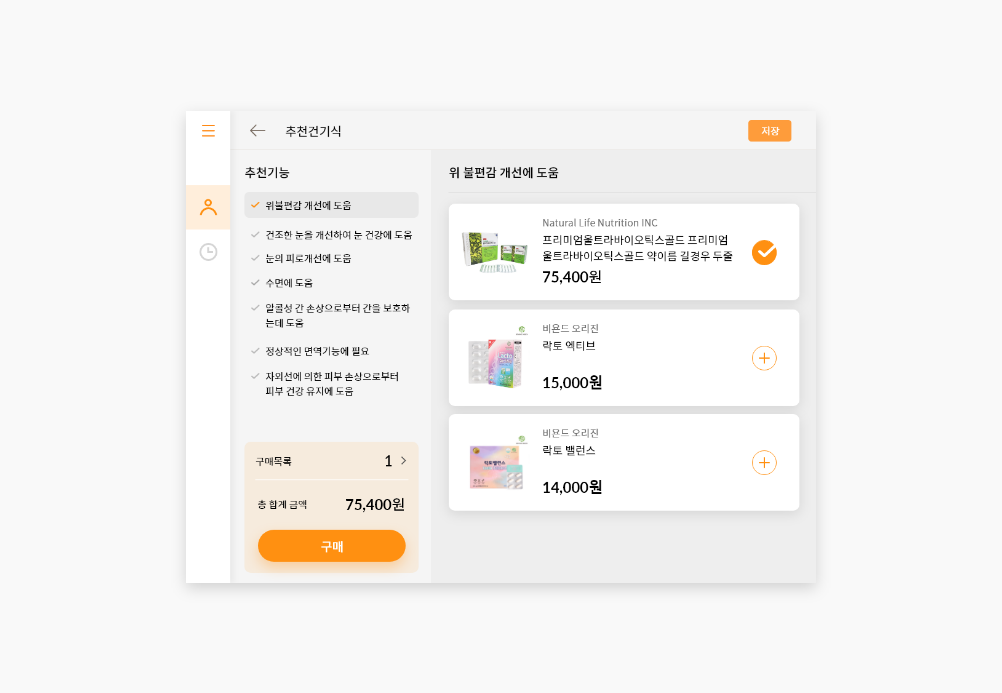 추천건기식
저장
추천기능
위불편감 개선에 도움
건조한 눈을 개선하여 눈 건강에 도움
눈의 피로개선에 도움
수면에 도움
알콜성 간 손상으로부터 간을 보호하
는데 도움
정상적인 면역기능에 필요
자외선에 의한 피부 손상으로부터
피부 건강 유지에 도움
구매목록
1
총 합계 금액
75,400원
구매
위 불편감 개선에 도움
Natural Life Nutrition INC
프리미엄울트라바이오틱스골드 프리미엄
울트라바이오틱스골드 약이름 길경우 두줄
75,400원
비욘드 오리진
락토 엑티브
15,000원
비욘드 오리진
락토 밸런스
14,000원
락토밸런스